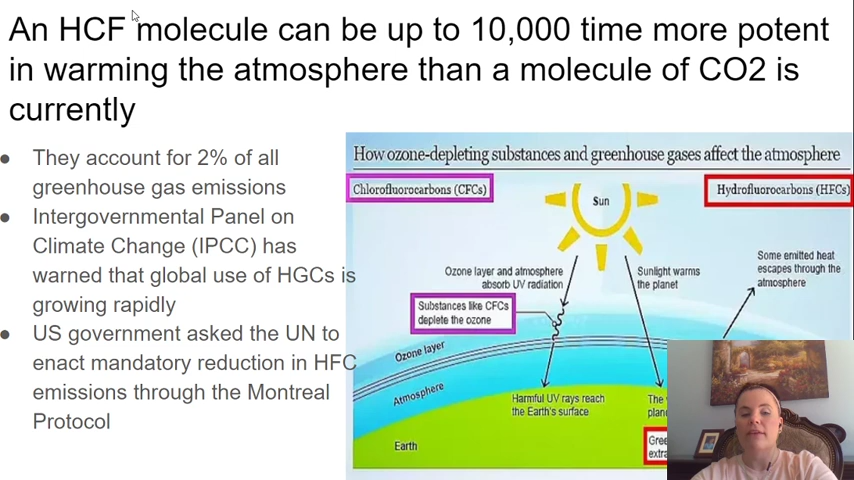 An HCF molecule can be up to 10,000 time more potent
in warming the atmosphere than a molecule of CO2 is
currently
They account for 2% of all
greenhouse gas emissions
Intergovernmental Panel on
Climate Change (IPCC) has
warned that global use of HGCs is
growing rapidly
US government asked the UN to
enact mandatory reduction in HFC
emissions through the Montreal
Protocol
How ozone-depleting substances and greenhouse gases affect the atmosphere
Chlorofluorocarbons (CFCs)
Sun
Hydrofluorocarbons (HFCs)
Ozone layer and atmosphere
absorb UV radiation
Sunlight warms
the planet
Some emitted heat
escapes through the
atmosphere
Substances like CFCs
deplete the ozone
Ozone layer
Atmosphere
Harmful UV rays reach
the Earth's surface
The
Earth